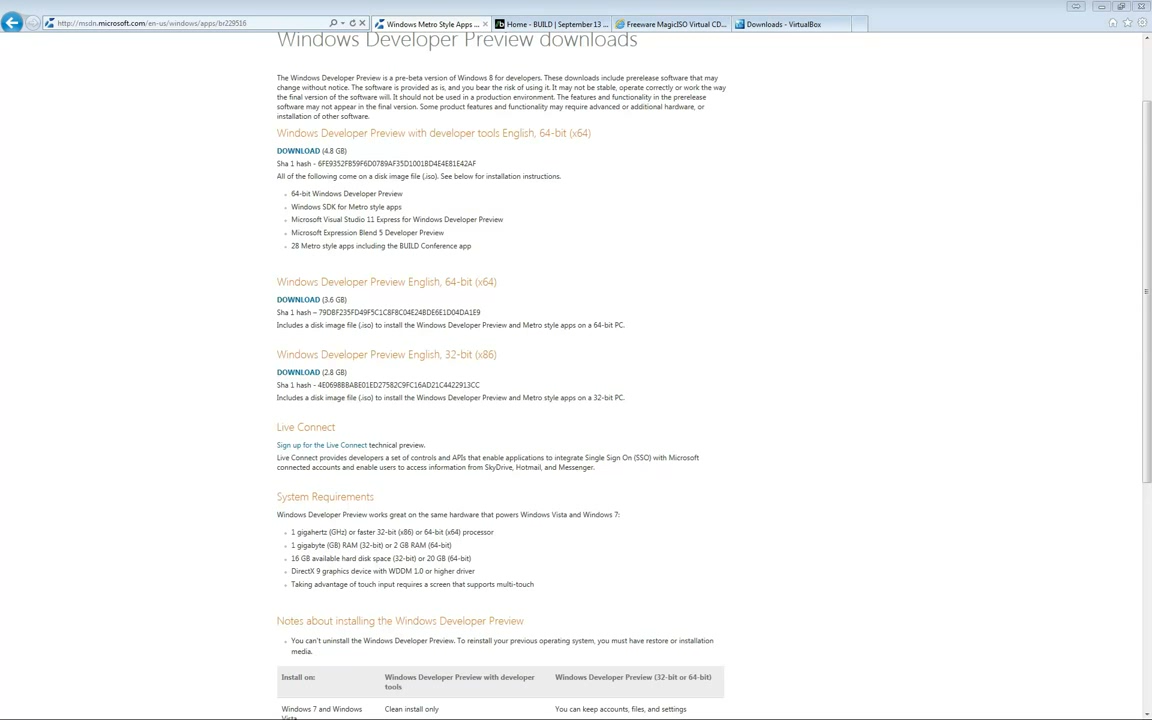 http://msdn.microsoft.com/en-us/windows/apps/br229516
Windows Metro Style Apps ...
Home - BUILD | September 13 ...
Freeware MagicISO Virtual CD...
Downloads - VirtualBox
Windows Developer Preview downloads
The Windows Developer Preview is a pre-beta version of Windows 8 for developers. These downloads include prerelease software that may
change without notice. The software is provided as is, and you bear the risk of using it. It may not be stable, operate correctly or work the way
the final version of the software will. It should not be used in a production environment. The features and functionality in the prerelease
software may not appear in the final version. Some product features and functionality may require advanced or additional hardware, or
installation of other software.
Windows Developer Preview with developer tools English, 64-bit (x64)
DOWNLOAD (4.8 GB)
Sha 1 hash - 6FE9352FB59F6D0789AF35D1001BD4E4E81E42AF
All of the following come on a disk image file (.iso). See below for installation instructions.
64-bit Windows Developer Preview
Windows SDK for Metro style apps
Microsoft Visual Studio 11 Express for Windows Developer Preview
Microsoft Expression Blend 5 Developer Preview
28 Metro style apps including the BUILD Conference app
Windows Developer Preview English, 64-bit (x64)
DOWNLOAD (3.6 GB)
Sha 1 hash – 79DBF235FD49F5C1C8F8C04E24BDE6E1D04DA1E9
Includes a disk image file (.iso) to install the Windows Developer Preview and Metro style apps on a 64-bit PC.
Windows Developer Preview English, 32-bit (x86)
DOWNLOAD (2.8 GB)
Sha 1 hash - 4E0698BBABE01ED27582C9FC16AD21C4422913CC
Includes a disk image file (.iso) to install the Windows Developer Preview and Metro style apps on a 32-bit PC.
Live Connect
Sign up for the Live Connect technical preview.
Live Connect provides developers a set of controls and APIs that enable applications to integrate Single Sign On (SSO) with Microsoft
connected accounts and enable users to access information from SkyDrive, Hotmail, and Messenger.
System Requirements
Windows Developer Preview works great on the same hardware that powers Windows Vista and Windows 7:
1 gigahertz (GHz) or faster 32-bit (x86) or 64-bit (x64) processor
1 gigabyte (GB) RAM (32-bit) or 2 GB RAM (64-bit)
16 GB available hard disk space (32-bit) or 20 GB (64-bit)
DirectX 9 graphics device with WDDM 1.0 or higher driver
Taking advantage of touch input requires a screen that supports multi-touch
Notes about installing the Windows Developer Preview
You can't uninstall the Windows Developer Preview. To reinstall your previous operating system, you must have restore or installation
media.
Install on:
Windows Developer Preview with developer
tools
Windows Developer Preview (32-bit or 64-bit)
Windows 7 and Windows
Vista
Clean install only
You can keep accounts, files, and settings